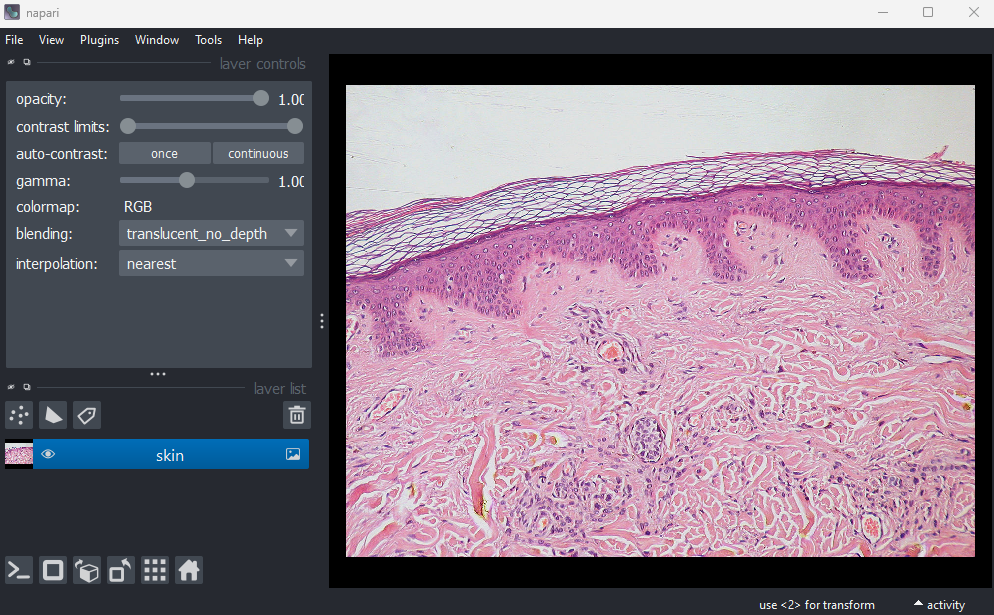 napari
File View Plugins Window Tools Help
layer controls
opacity: 1.00
contrast limits:
auto-contrast: once continuous
gamma: 1.00
colormap: RGB
blending: translucent_no_depth
interpolation: nearest
layer list
skin
use <2> for transform activity